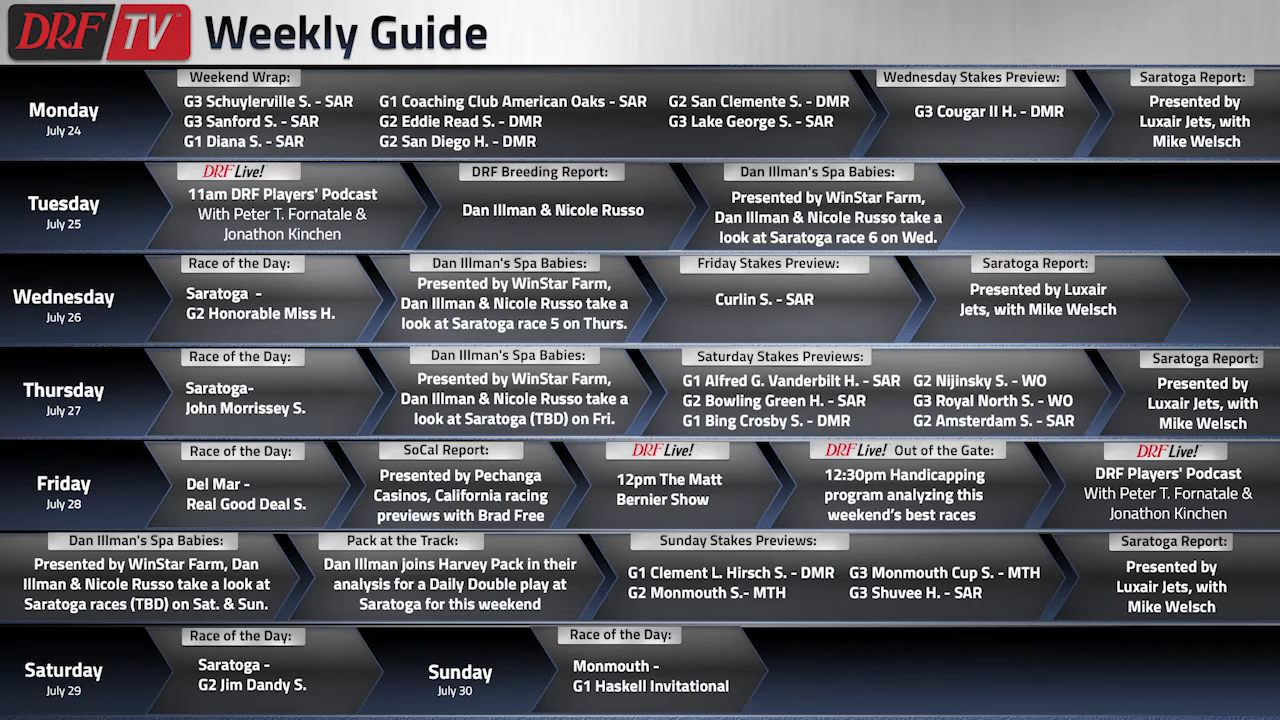 DRF TV™ Weekly Guide
Monday
July 24
Weekend Wrap:
G3 Schuylerville S. - SAR
G3 Sanford S. - SAR
G1 Diana S. - SAR
G1 Coaching Club American Oaks - SAR
G2 Eddie Read S. - DMR
G2 San Diego H. - DMR
G2 San Clemente S. - DMR
G3 Lake George S. - SAR
Wednesday Stakes Preview:
G3 Cougar II H. - DMR
Saratoga Report:
Presented by
Luxair Jets, with
Mike Welsch
Tuesday
July 25
DRF Live!
11am DRF Players' Podcast
With Peter T. Fornatale &
Jonathon Kinchen
DRF Breeding Report:
Dan Illman & Nicole Russo
Dan Illman's Spa Babies:
Presented by WinStar Farm,
Dan Illman & Nicole Russo take a
look at Saratoga race 6 on Wed.
Wednesday
July 26
Race of the Day:
Saratoga -
G2 Honorable Miss H.
Dan Illman's Spa Babies:
Presented by WinStar Farm,
Dan Illman & Nicole Russo take a
look at Saratoga race 5 on Thurs.
Friday Stakes Preview:
Curlin S. - SAR
Saratoga Report:
Presented by Luxair
Jets, with Mike Welsch
Thursday
July 27
Race of the Day:
Saratoga-
John Morrissey S.
Dan Illman's Spa Babies:
Presented by WinStar Farm,
Dan Illman & Nicole Russo take a
look at Saratoga (TBD) on Fri.
Saturday Stakes Previews:
G1 Alfred G. Vanderbilt H. - SAR
G2 Bowling Green H. - SAR
G1 Bing Crosby S. - DMR
G2 Nijinsky S. - WO
G3 Royal North S. - WO
G2 Amsterdam S. - SAR
Saratoga Report:
Presented by
Luxair Jets, with
Mike Welsch
Friday
July 28
Race of the Day:
Del Mar -
Real Good Deal S.
SoCal Report:
Presented by Pechanga
Casinos, California racing
previews with Brad Free
DRF Live!
12pm The Matt
Bernier Show
DRF Live! Out of the Gate:
12:30pm Handicapping
program analyzing this
weekend's best races
DRF Live!
DRF Players' Podcast
With Peter T. Fornatale &
Jonathon Kinchen
Dan Illman's Spa Babies:
Presented by WinStar Farm, Dan
Illman & Nicole Russo take a look at
Saratoga races (TBD) on Sat. & Sun.
Pack at the Track:
Dan Illman joins Harvey Pack in their
analysis for a Daily Double play at
Saratoga for this weekend
Sunday Stakes Previews:
G1 Clement L. Hirsch S. - DMR
G2 Monmouth S.- MTH
G3 Monmouth Cup S. - MTH
G3 Shuvee H. - SAR
Saratoga Report:
Presented by
Luxair Jets, with
Mike Welsch
Saturday
July 29
Race of the Day:
Saratoga -
G2 Jim Dandy S.
Sunday
July 30
Race of the Day:
Monmouth -
G1 Haskell Invitational